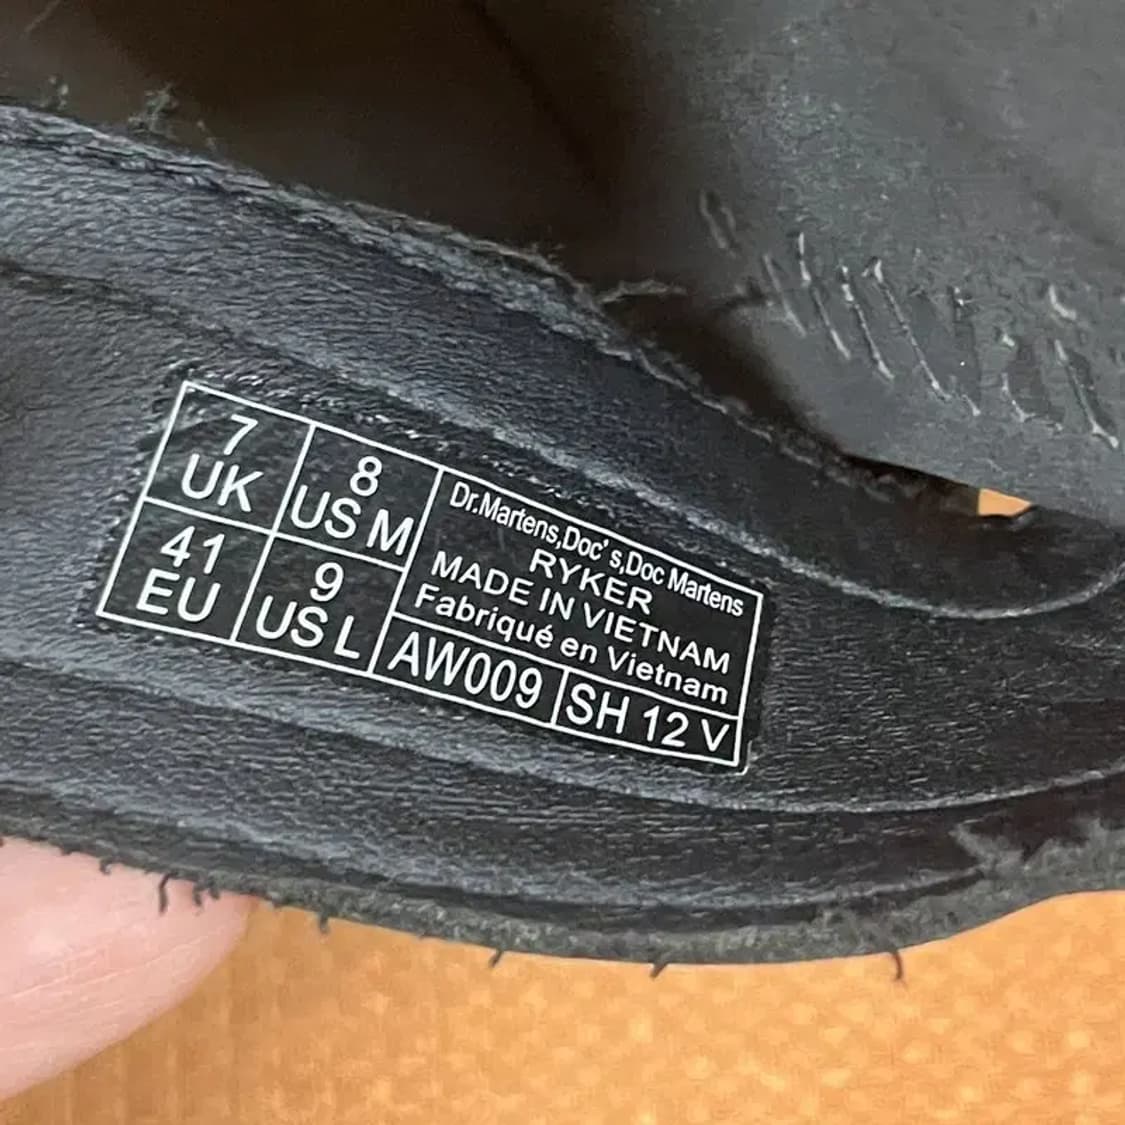 7
UK
8
US M
41
EU
9
US L
Dr.Martens,Doc's,Doc Martens
RYKER
MADE IN VIETNAM
Fabriqué en Vietnam
AW009
SH 12 V